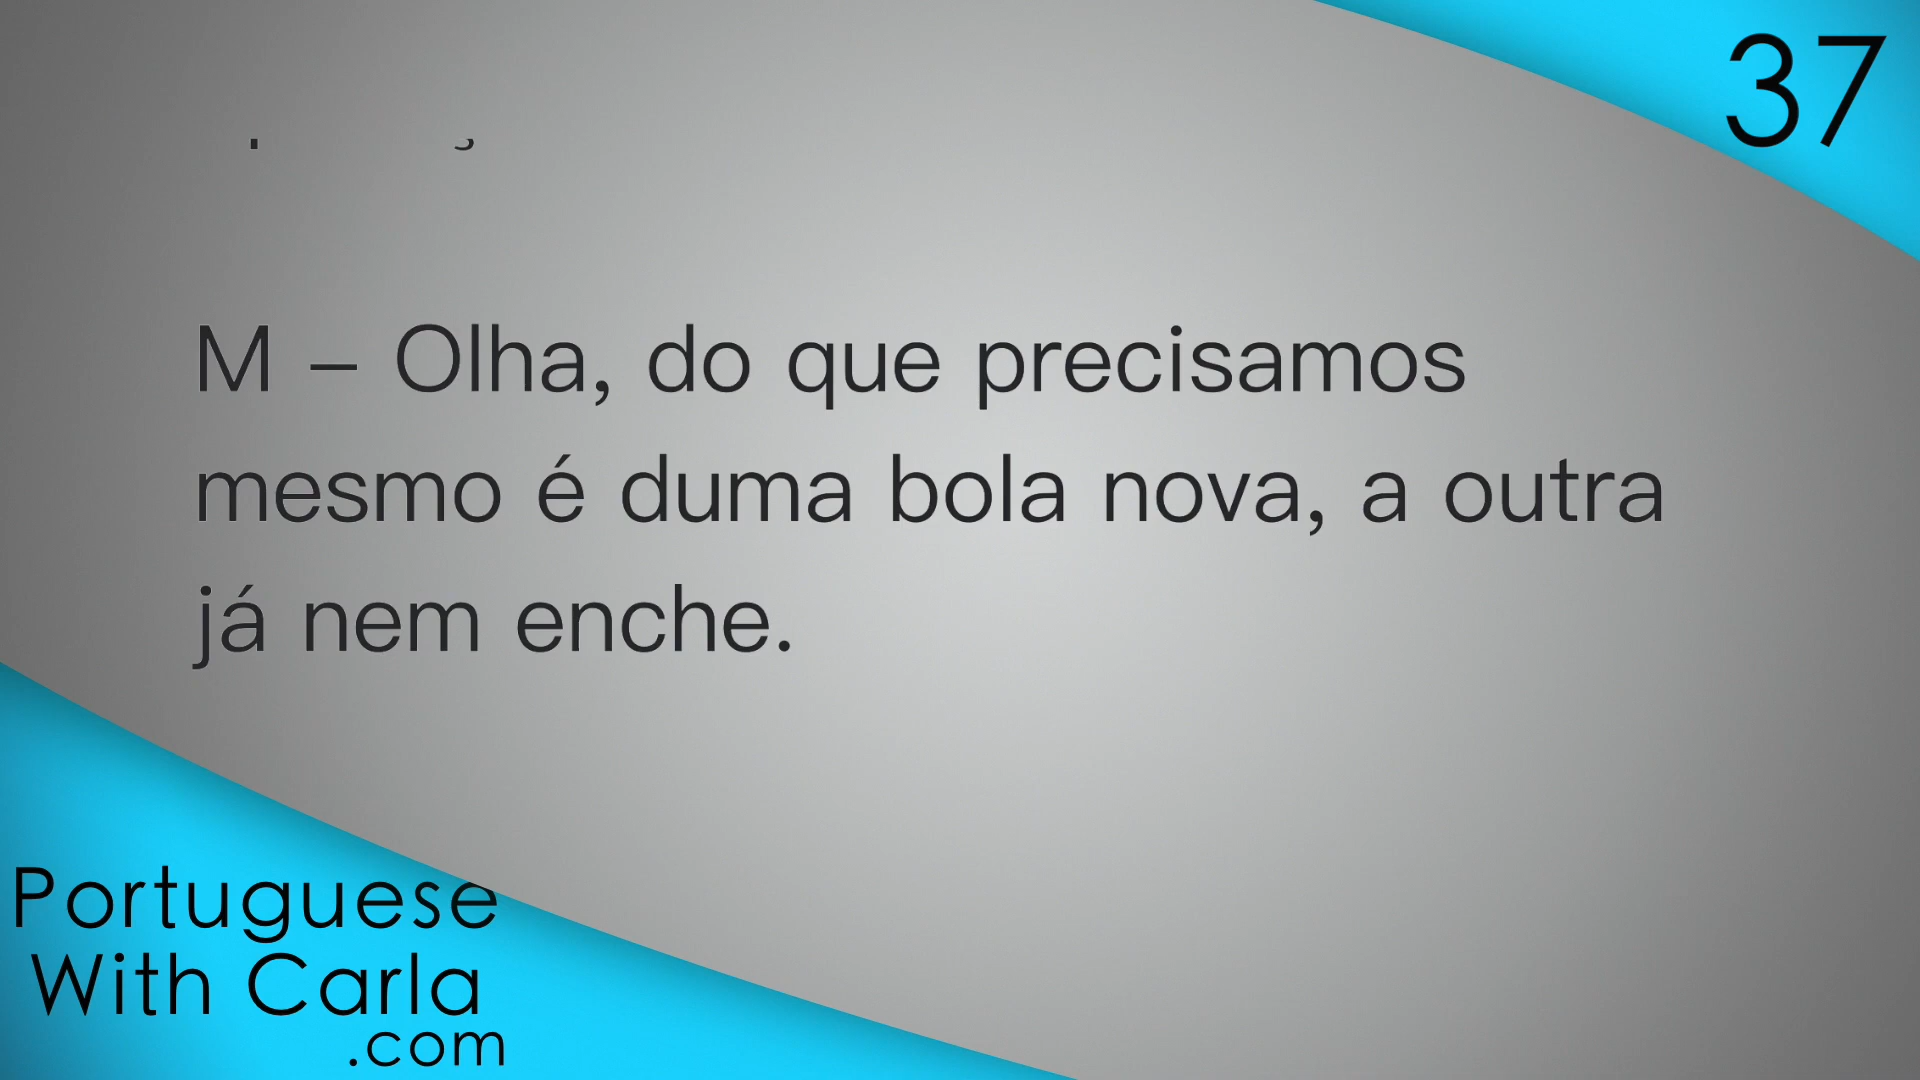 37
M – Olha, do que precisamos
mesmo é duma bola nova, a outra
já nem enche.
Portuguese
With Carla
.com